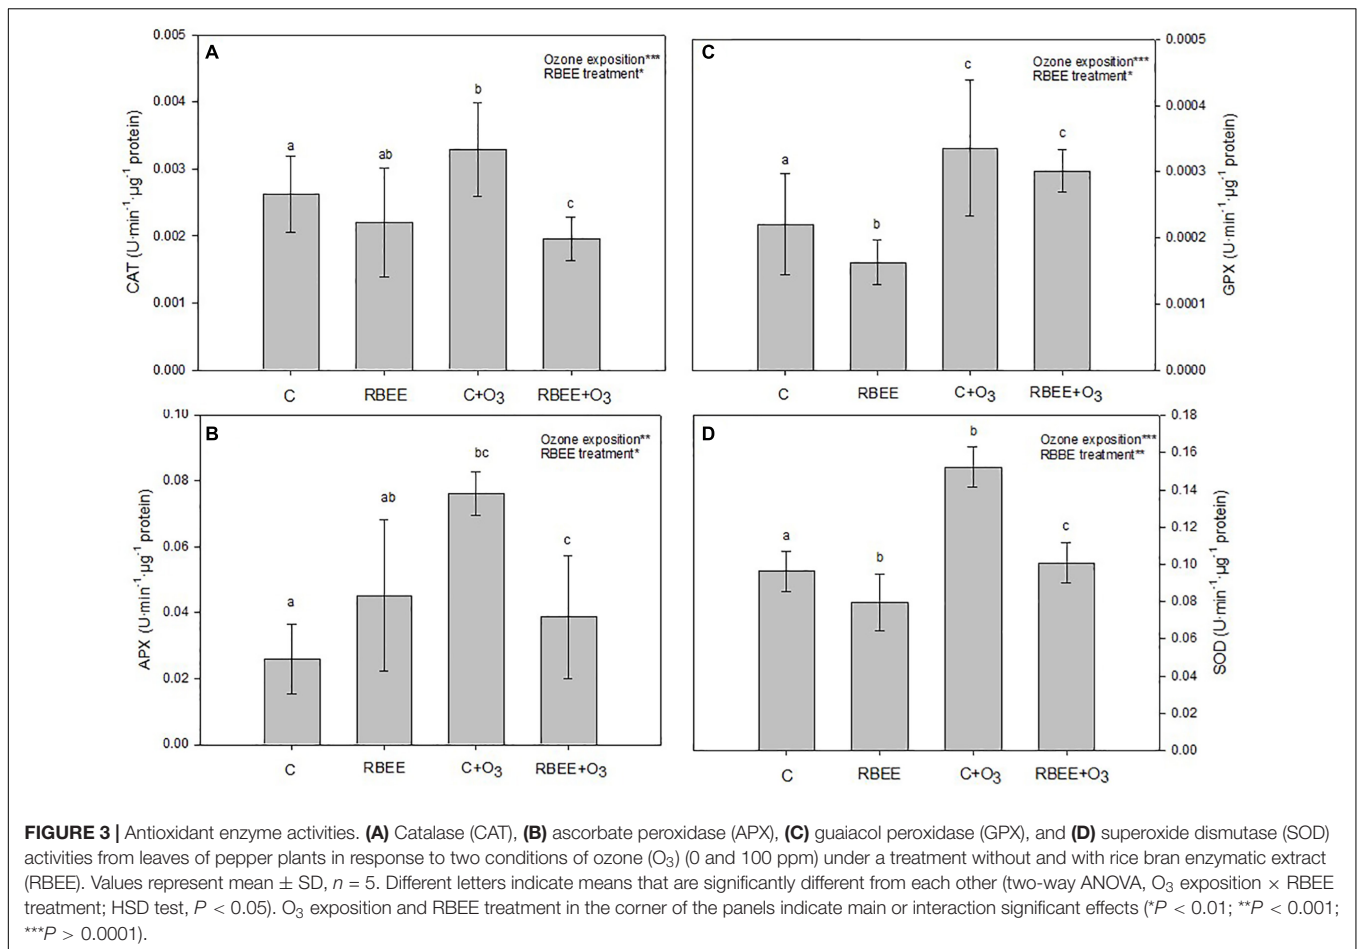 A
Ozone exposition***
RBEE treatment*
CAT (U·min⁻¹·µg⁻¹ protein)
0.005
0.004
0.003
0.002
0.001
0.000
a
ab
b
c
C
RBEE
C+O₃
RBEE+O₃
C
Ozone exposition***
RBEE treatment*
GPX (U·min⁻¹·µg⁻¹ protein)
0.0005
0.0004
0.0003
0.0002
0.0001
0.0000
a
b
c
c
C
RBEE
C+O₃
RBEE+O₃
B
Ozone exposition**
RBEE treatment*
APX (U·min⁻¹·µg⁻¹ protein)
0.10
0.08
0.06
0.04
0.02
0.00
a
ab
bc
c
C
RBEE
C+O₃
RBEE+O₃
D
Ozone exposition***
RBBE treatment**
SOD (U·min⁻¹·µg⁻¹ protein)
0.18
0.16
0.14
0.12
0.10
0.08
0.06
0.04
0.02
0.00
a
b
b
c
C
RBEE
C+O₃
RBEE+O₃
FIGURE 3 | Antioxidant enzyme activities. (A) Catalase (CAT), (B) ascorbate peroxidase (APX), (C) guaiacol peroxidase (GPX), and (D) superoxide dismutase (SOD)
activities from leaves of pepper plants in response to two conditions of ozone (O₃) (0 and 100 ppm) under a treatment without and with rice bran enzymatic extract
(RBEE). Values represent mean ± SD, n = 5. Different letters indicate means that are significantly different from each other (two-way ANOVA, O₃ exposition × RBEE
treatment; HSD test, P < 0.05). O₃ exposition and RBEE treatment in the corner of the panels indicate main or interaction significant effects (*P < 0.01; **P < 0.001;
***P > 0.0001).